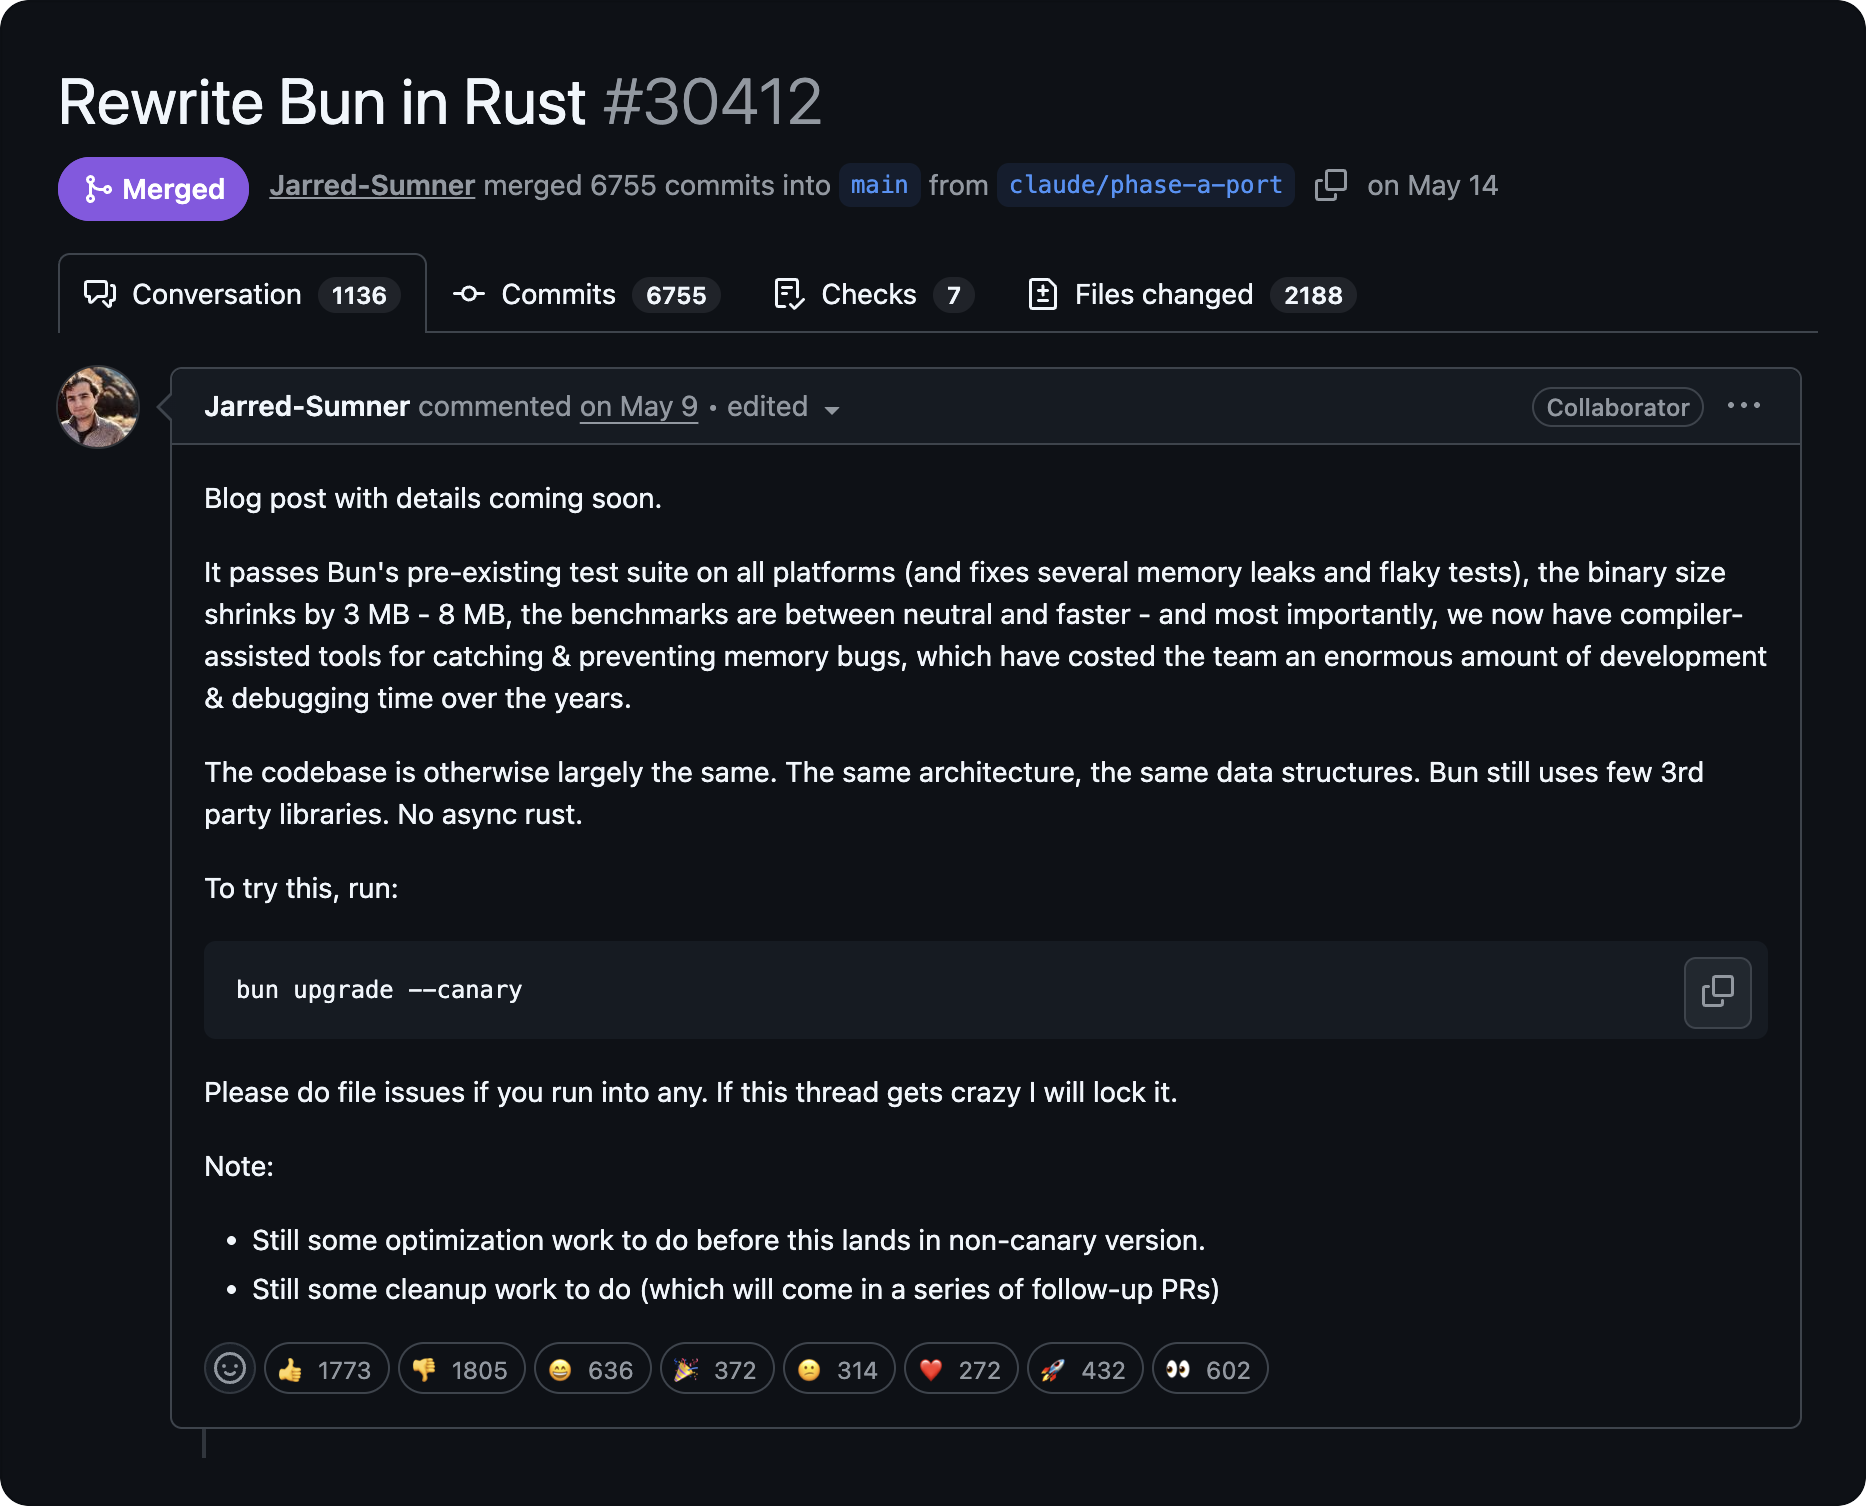 Rewrite Bun in Rust #30412
Merged Jarred-Sumner merged 6755 commits into main from claude/phase-a-port on May 14
Conversation 1136 Commits 6755 Checks 7 Files changed 2188
Jarred-Sumner commented on May 9 • edited Collaborator
Blog post with details coming soon.
It passes Bun's pre-existing test suite on all platforms (and fixes several memory leaks and flaky tests), the binary size
shrinks by 3 MB - 8 MB, the benchmarks are between neutral and faster - and most importantly, we now have compiler-
assisted tools for catching & preventing memory bugs, which have costed the team an enormous amount of development
& debugging time over the years.
The codebase is otherwise largely the same. The same architecture, the same data structures. Bun still uses few 3rd
party libraries. No async rust.
To try this, run:
bun upgrade --canary
Please do file issues if you run into any. If this thread gets crazy I will lock it.
Note:
• Still some optimization work to do before this lands in non-canary version.
• Still some cleanup work to do (which will come in a series of follow-up PRs)
👍 1773 👎 1805 😄 636 🎉 372 😕 314 ❤️ 272 🚀 432 👀 602